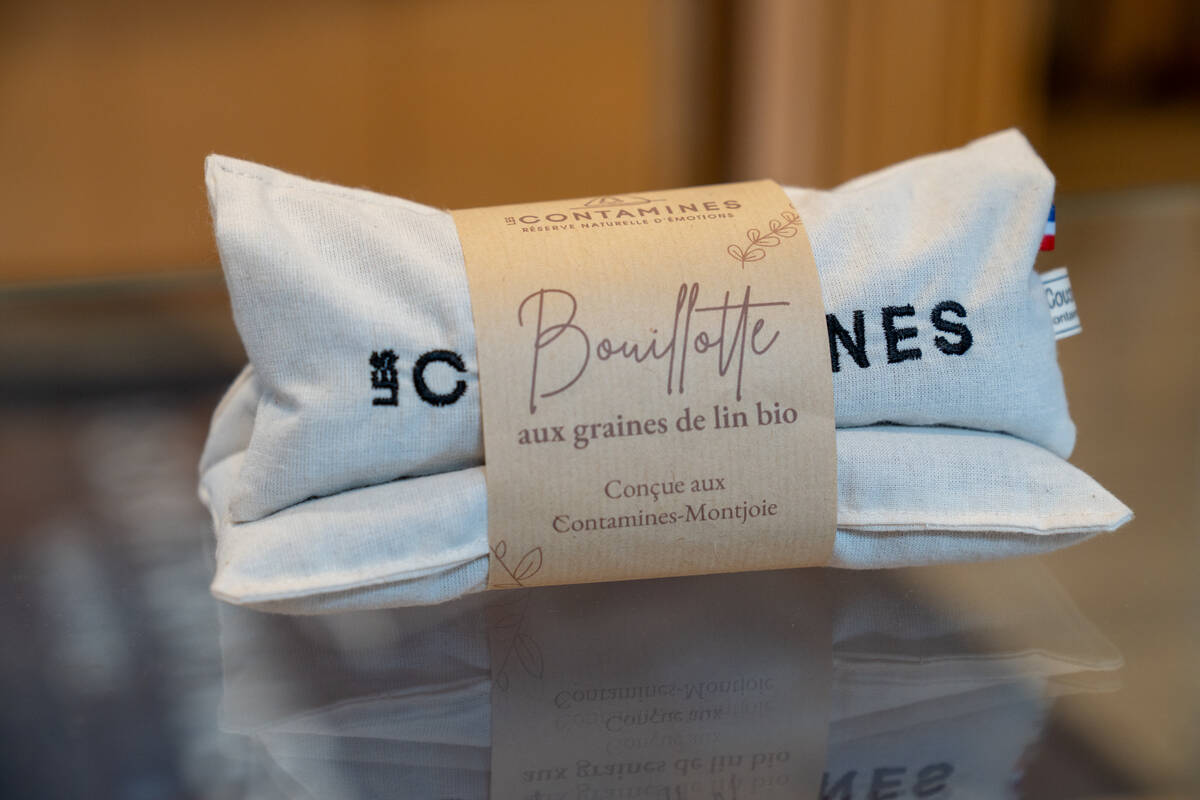 LES CONTAMINES
RÉSERVE NATURELLE D'ÉMOTIONS
Bouillotte
aux graines de lin bio
Conçue aux
Contamines-Montjoie
LES C
NES